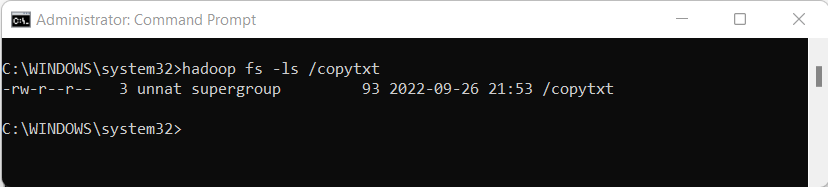 Administrator: Command Prompt
C:\WINDOWS\system32>hadoop fs -ls /copytxt
-rw-r--r--   3 unnat supergroup         93 2022-09-26 21:53 /copytxt
C:\WINDOWS\system32>